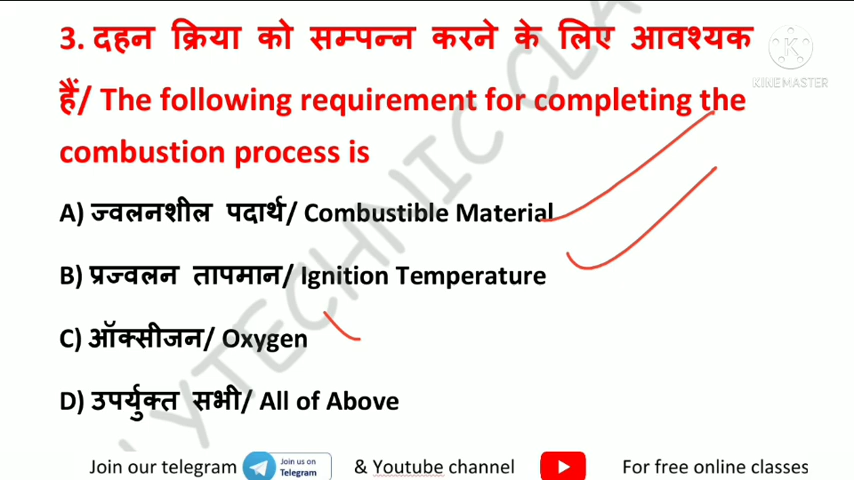 3. दहन क्रिया को सम्पन्न करने के लिए आवश्यक
हैं/ The following requirement for completing the
combustion process is
A) ज्वलनशील पदार्थ/ Combustible Material
B) प्रज्वलन तापमान/ Ignition Temperature
C) ऑक्सीजन/ Oxygen
D) उपर्युक्त सभी/ All of Above
Join our telegram Join us on Telegram & Youtube channel For free online classes
K
KINEMASTER
YTECHNIC CLA